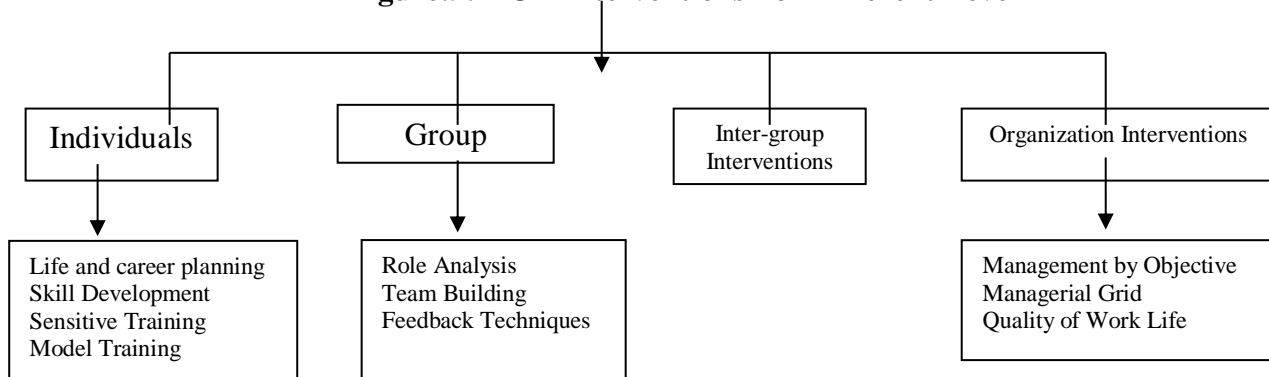 Individuals
Group
Inter-group
Interventions
Organization Interventions
Life and career planning
Skill Development
Sensitive Training
Model Training
Role Analysis
Team Building
Feedback Techniques
Management by Objective
Managerial Grid
Quality of Work Life